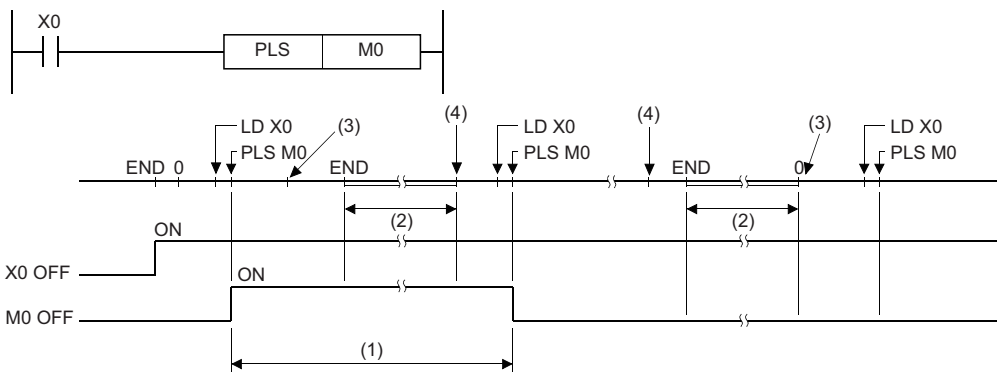 X0
PLS M0
(4) (4)
LD X0 (3) LD X0 (3) LD X0
PLS M0 PLS M0 PLS M0
END 0 END END 0
(2) (2)
ON
X0 OFF
ON
M0 OFF
(1)